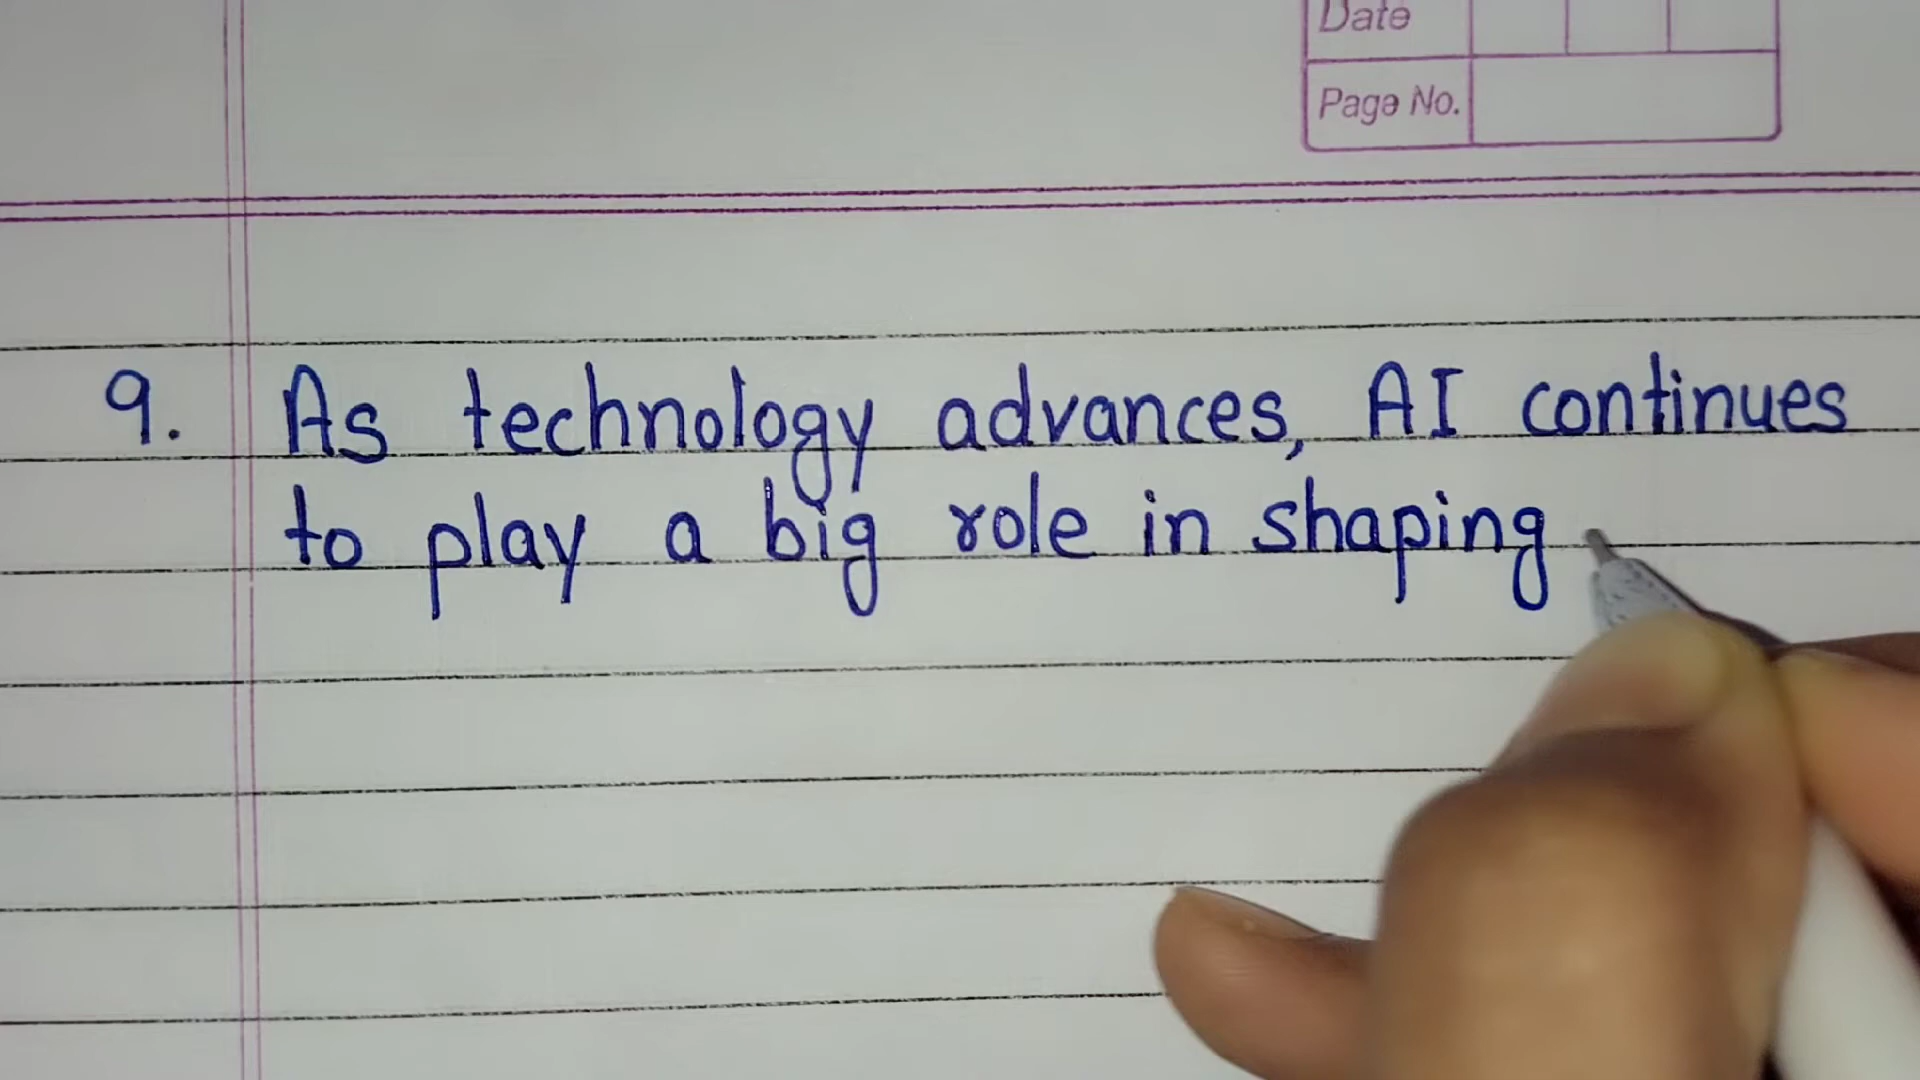 Date
Page No.
9. As technology advances, AI continues
to play a big role in shaping